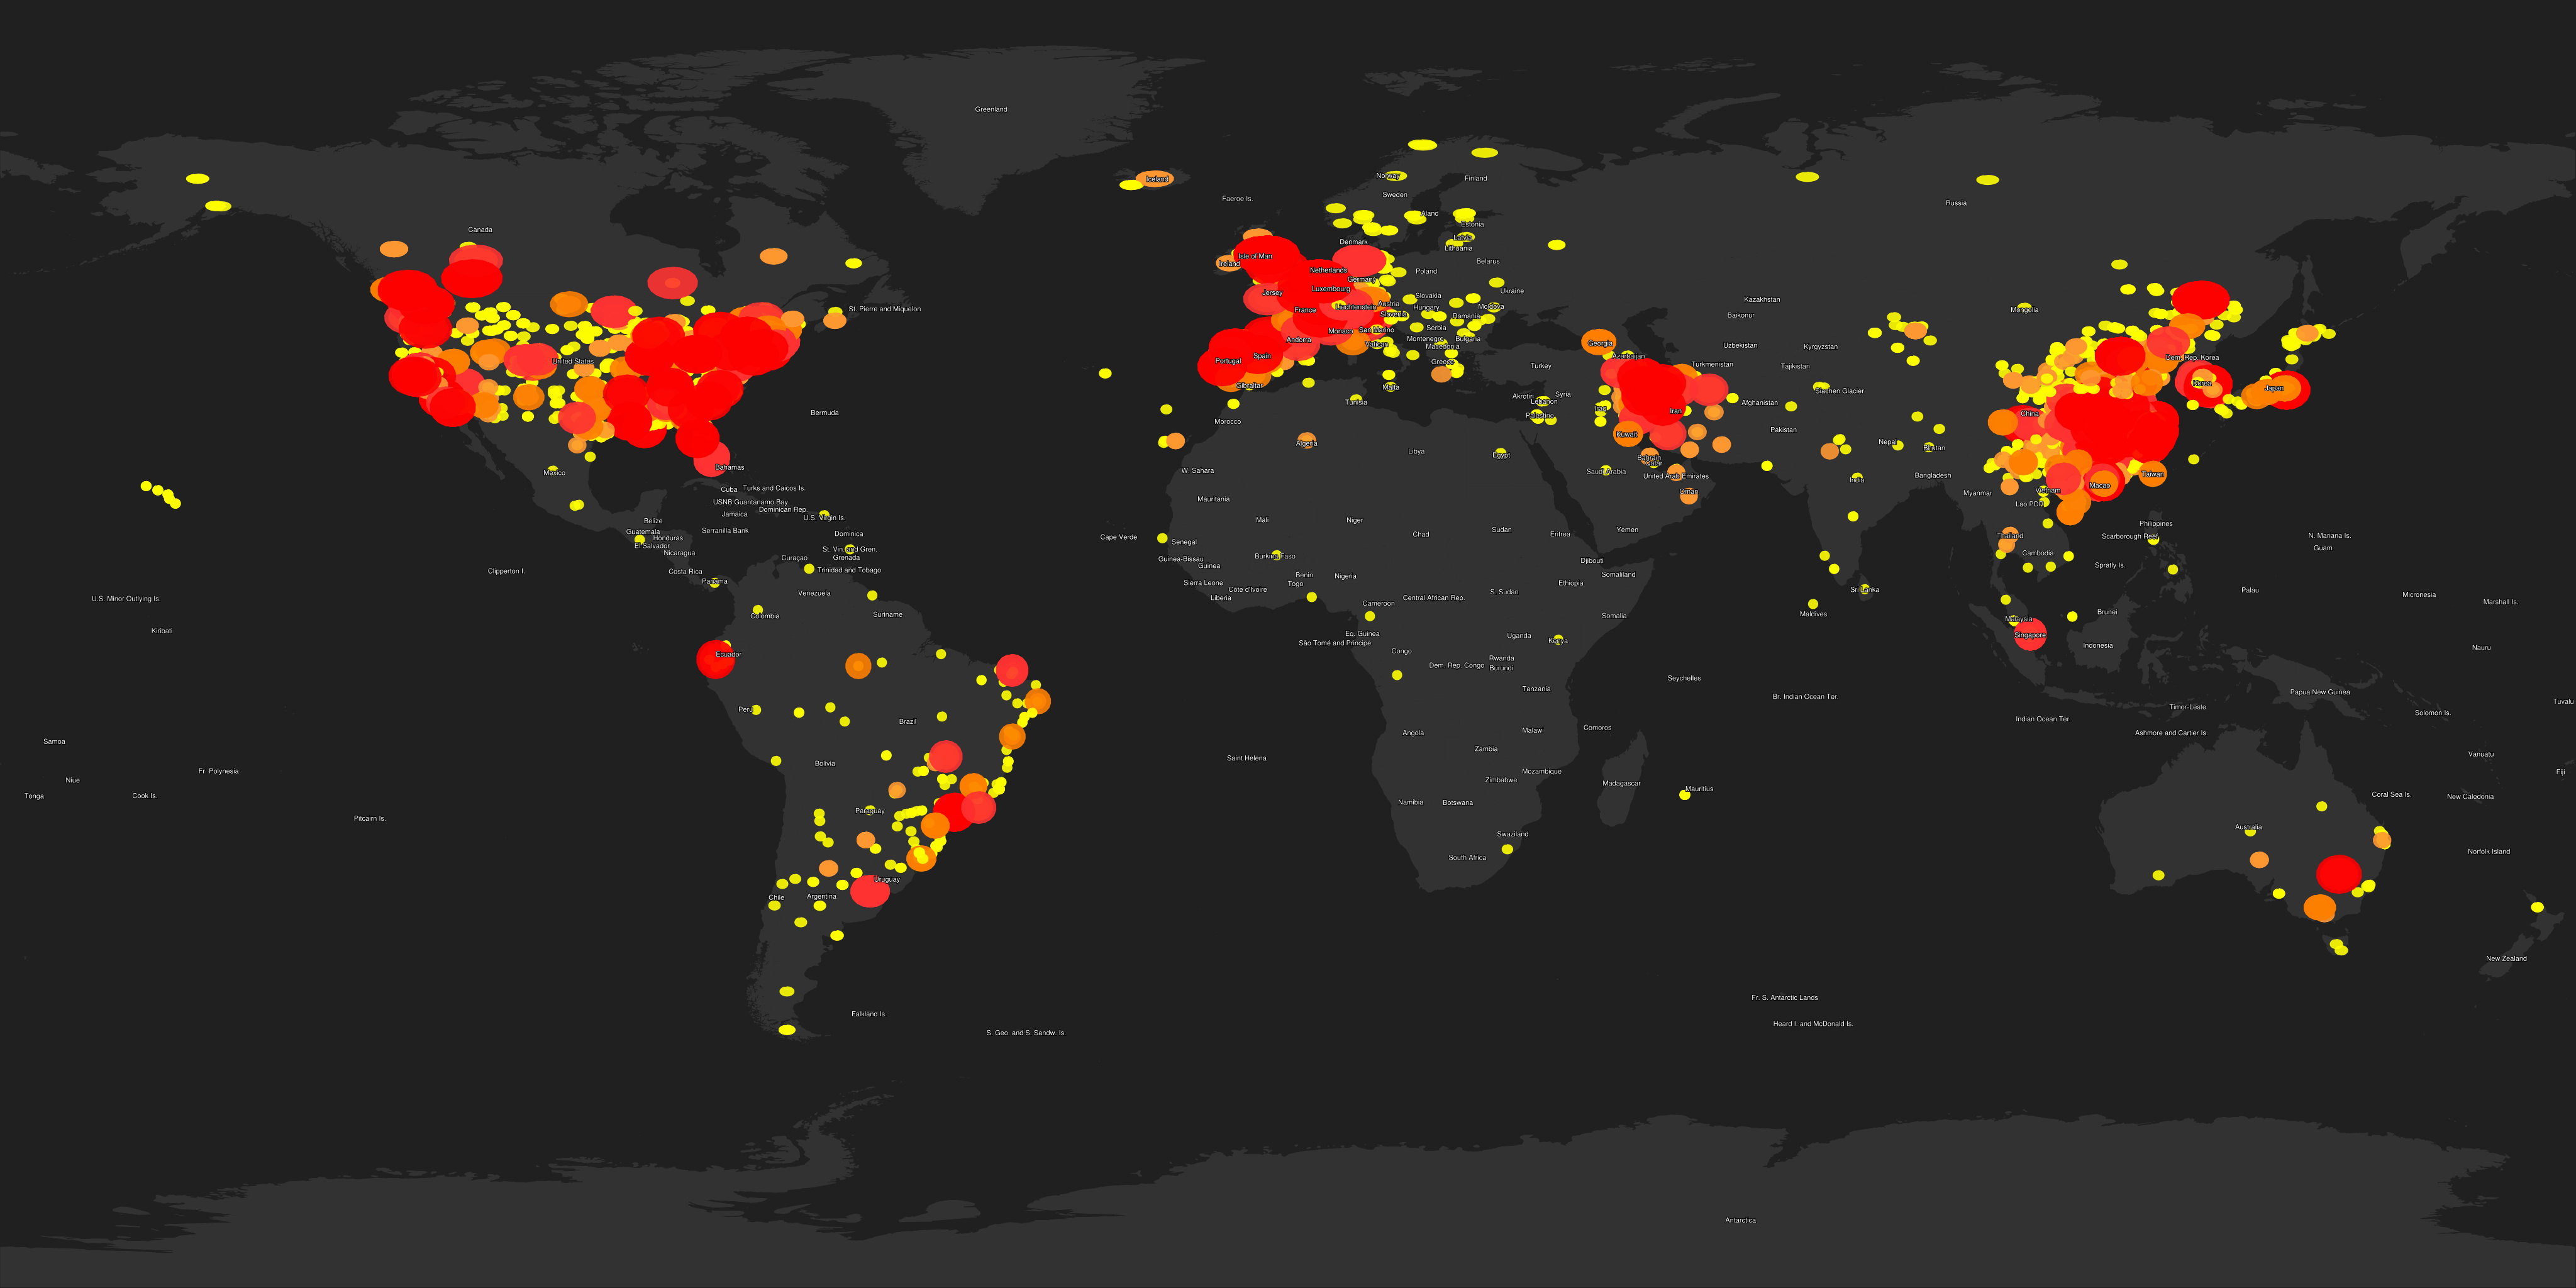 Greenland
Iceland
Norway
Finland
Sweden
Faeroe Is.
Russia
Aland
Estonia
Canada
Latvia
Denmark
Lithuania
Isle of Man
Ireland
Belarus
Netherlands
Poland
Germany
Luxembourg
Jersey
Ukraine
Slovakia
Kazakhstan
Liechtenstein
Austria
Hungary
Moldova
St. Pierre and Miquelon
France
Mongolia
Slovenia
Baikonur
Romania
Serbia
Monaco
San Marino
Montenegro
Bulgaria
Andorra
Vatican
Georgia
Uzbekistan
Kyrgyzstan
Macedonia
Spain
Azerbaijan
Dem. Rep. Korea
Portugal
United States
Greece
Turkey
Turkmenistan
Tajikistan
Korea
Gibraltar
Malta
Japan
Siachen Glacier
Syria
Akrotiri
Lebanon
Tunisia
Afghanistan
Iraq
Iran
Bermuda
China
Palestine
Morocco
Pakistan
Kuwait
Algeria
Nepal
Bhutan
Libya
Egypt
Bahrain
Qatar
Bahamas
W. Sahara
Mexico
Saudi Arabia
United Arab Emirates
Taiwan
Bangladesh
India
Macao
Cuba
Turks and Caicos Is.
Oman
Vietnam
Myanmar
Mauritania
USNB Guantanamo Bay
Lao PDR
Dominican Rep.
Jamaica
U.S. Virgin Is.
Mali
Niger
Belize
Philippines
Serranilla Bank
Sudan
Yemen
Guatemala
Dominica
Chad
Eritrea
Thailand
Scarborough Reef
N. Mariana Is.
Honduras
Cape Verde
Senegal
El Salvador
Guam
St. Vin. and Gren.
Nicaragua
Cambodia
Curaçao
Grenada
Guinea-Bissau
Burkina Faso
Djibouti
Guinea
Spratly Is.
Clipperton I.
Costa Rica
Trinidad and Tobago
Benin
Nigeria
Somaliland
Panama
Sierra Leone
Togo
Ethiopia
Côte d'Ivoire
Venezuela
S. Sudan
Sri Lanka
Palau
U.S. Minor Outlying Is.
Liberia
Central African Rep.
Micronesia
Marshall Is.
Cameroon
Colombia
Suriname
Maldives
Brunei
Somalia
Malaysia
Kiribati
Eq. Guinea
Uganda
Singapore
São Tomé and Principe
Kenya
Indonesia
Nauru
Congo
Ecuador
Rwanda
Dem. Rep. Congo
Burundi
Seychelles
Tanzania
Papua New Guinea
Br. Indian Ocean Ter.
Tuvalu
Timor-Leste
Peru
Solomon Is.
Indian Ocean Ter.
Brazil
Comoros
Angola
Malawi
Ashmore and Cartier Is.
Samoa
Zambia
Vanuatu
Saint Helena
Bolivia
Fr. Polynesia
Mozambique
Fiji
Niue
Zimbabwe
Madagascar
Mauritius
Tonga
Cook Is.
Coral Sea Is.
New Caledonia
Namibia
Botswana
Paraguay
Pitcairn Is.
Australia
Swaziland
Norfolk Island
South Africa
Uruguay
Argentina
Chile
New Zealand
Fr. S. Antarctic Lands
Falkland Is.
Heard I. and McDonald Is.
S. Geo. and S. Sandw. Is.
Antarctica